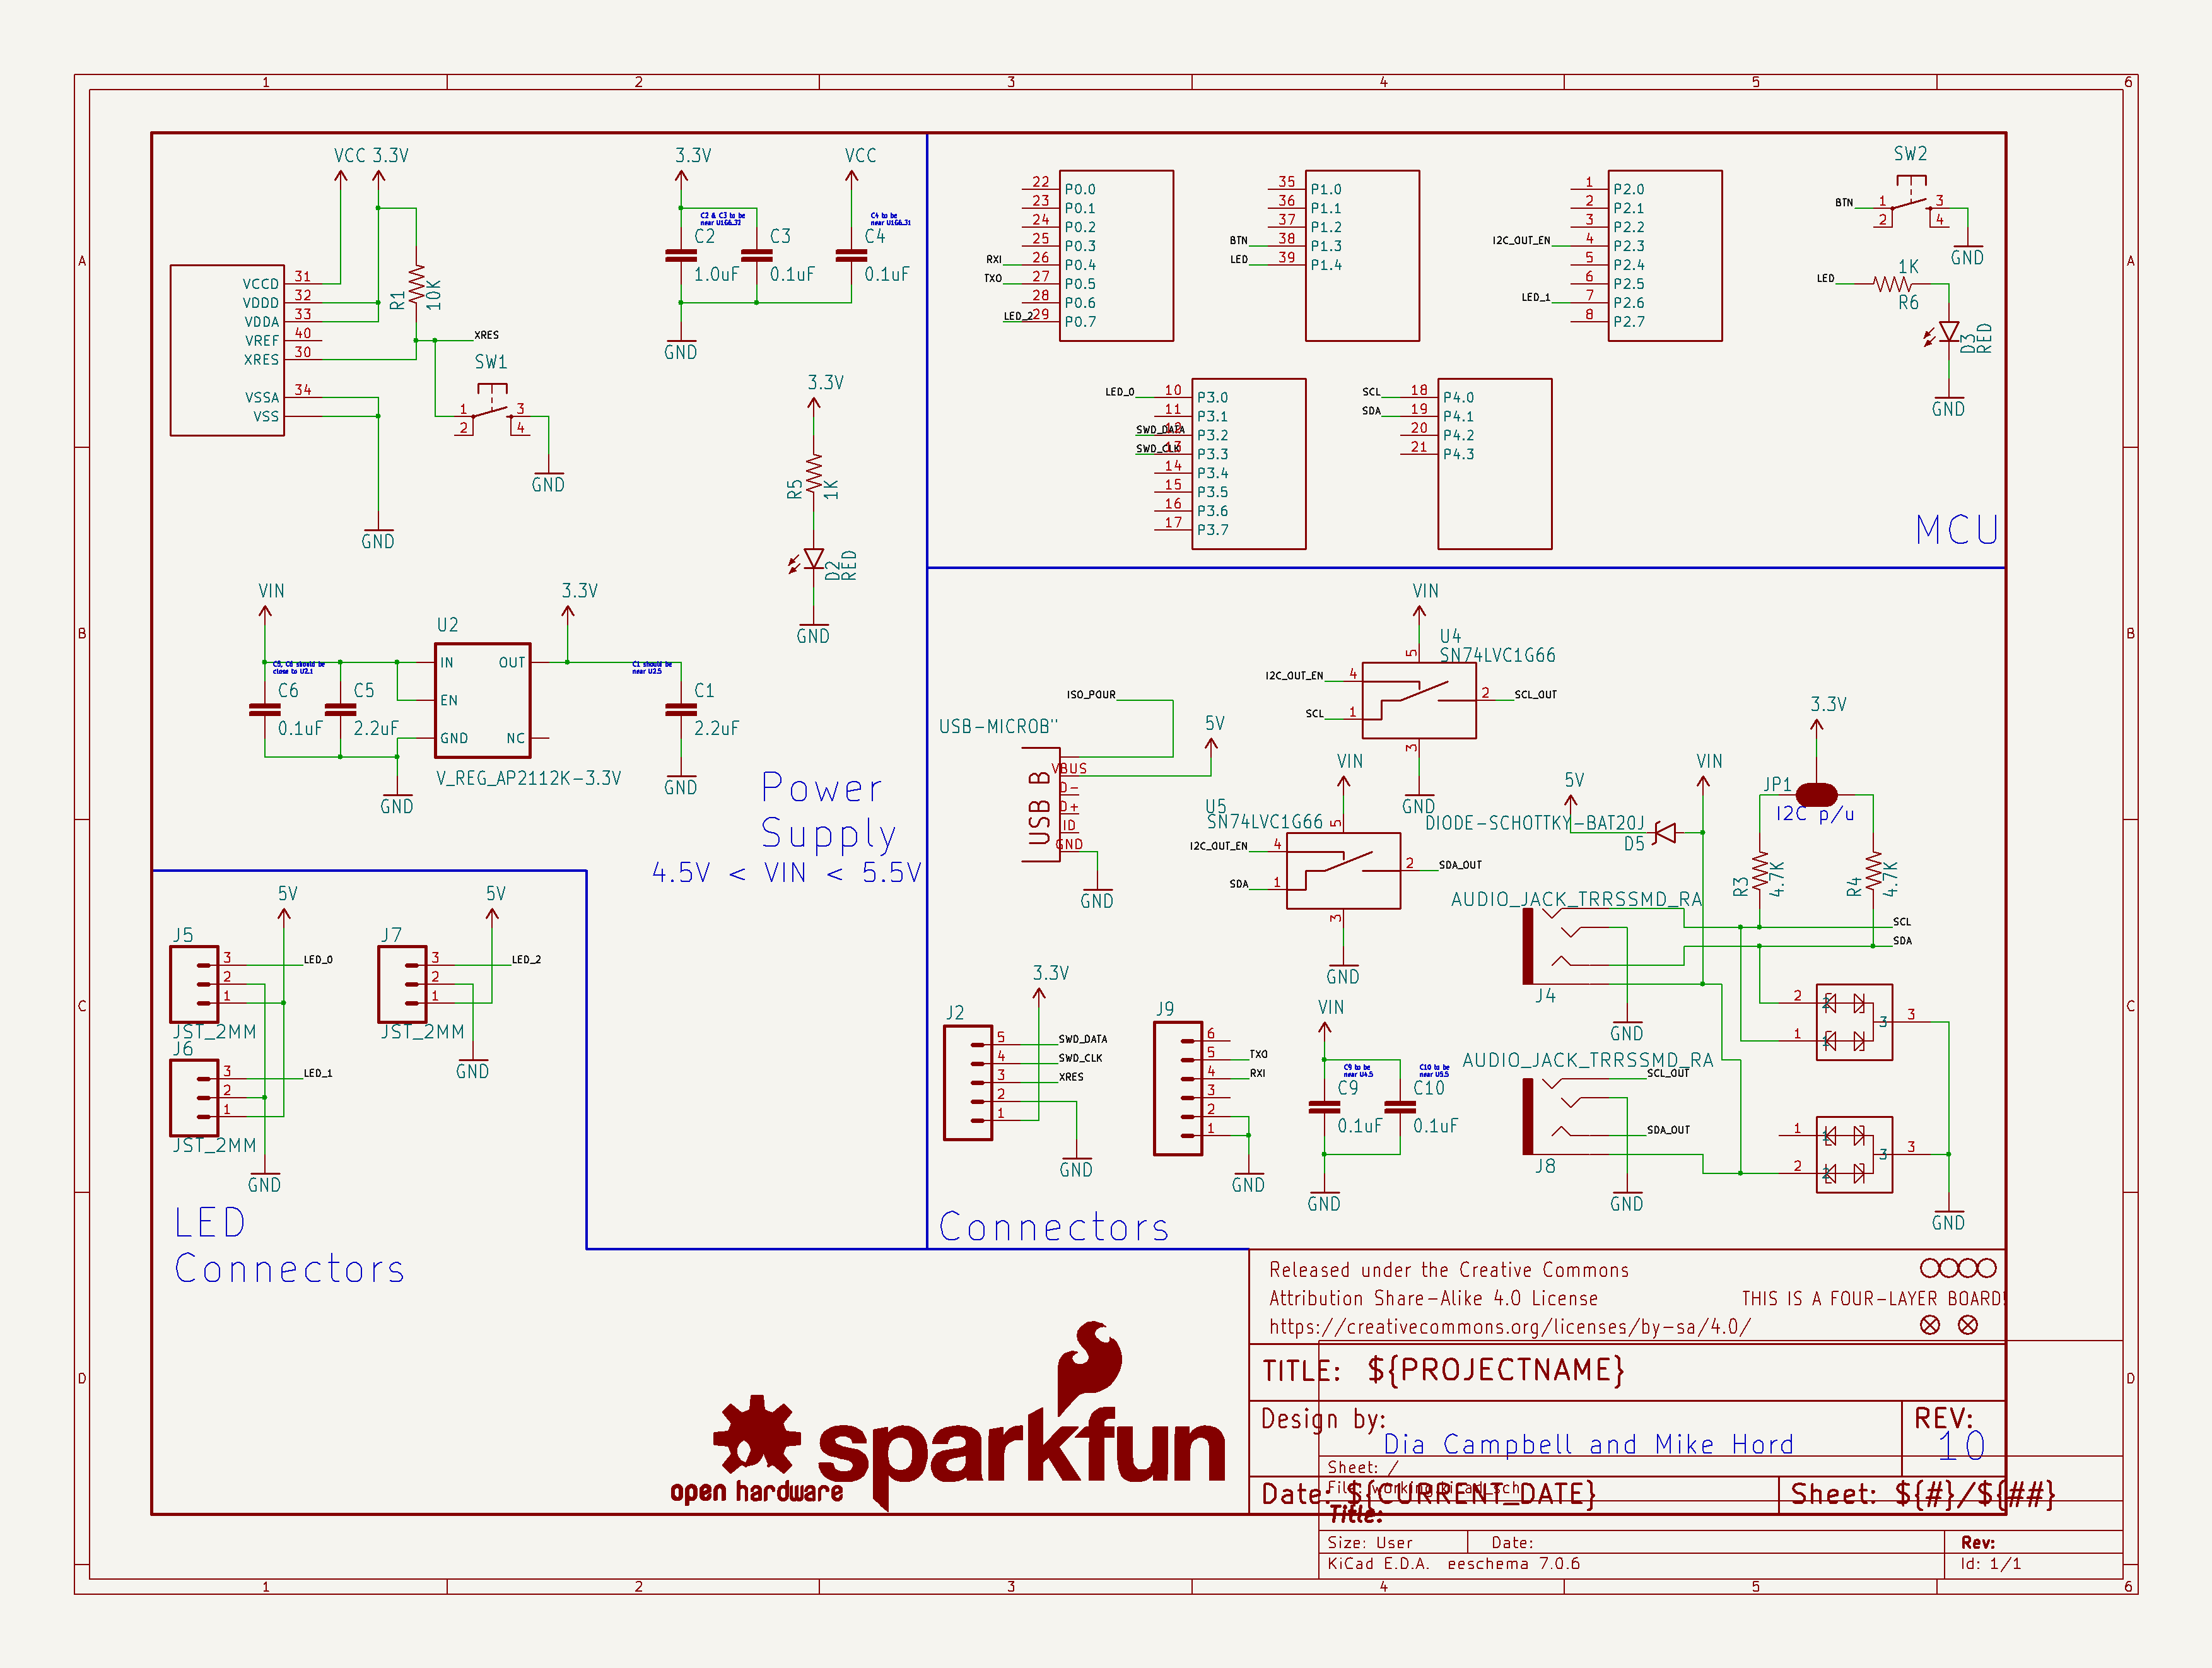 1 2 3 4 5 6
A
B
C
D
A
B
C
D
1 2 3 4 5 6
VCC 3.3V
VCCD 31
VDDD 32
VDDA 33
VREF 40
XRES 30
VSSA 34
VSS
R1 10K
XRES
SW1
1 3
2 4
GND
GND
3.3V VCC
C2 & C3 to be
near U1G6.32
C4 to be
near U1G6.31
C2 C3 C4
1.0uF 0.1uF 0.1uF
GND
3.3V
R5 1K
D2 RED
GND
VIN 3.3V
U2
C5, C6 should be
close to U2.1
C1 should be
near U2.5
IN OUT
EN
GND NC
C6 C5 C1
0.1uF 2.2uF 2.2uF
V_REG_AP2112K-3.3V
GND GND
Power
Supply
4.5V < VIN < 5.5V
22 P0.0
23 P0.1
24 P0.2
25 P0.3
RXI 26 P0.4
TXO 27 P0.5
28 P0.6
LED_2 29 P0.7
35 P1.0
36 P1.1
37 P1.2
BTN 38 P1.3
LED 39 P1.4
1 P2.0
2 P2.1
3 P2.2
I2C_OUT_EN 4 P2.3
5 P2.4
6 P2.5
LED_1 7 P2.6
8 P2.7
SW2
BTN 1 3
2 4
GND
LED 1K
R6
D3 RED
GND
LED_0 10 P3.0
11 P3.1
SWD_DATA 12 P3.2
SWD_CLK 13 P3.3
14 P3.4
15 P3.5
16 P3.6
17 P3.7
SCL 18 P4.0
SDA 19 P4.1
20 P4.2
21 P4.3
MCU
VIN
U4
SN74LVC1G66
5
I2C_OUT_EN 4
2 SCL_OUT
SCL 1
3
GND
ISO_POUR
USB-MICROB"
5V
USB B
VBUS
D-
D+
ID
GND
GND
VIN
U5
SN74LVC1G66
5
I2C_OUT_EN 4
2 SDA_OUT
SDA 1
3
GND
5V VIN
DIODE-SCHOTTKY-BAT20J
D5
3.3V
JP1
I2C p/u
R3 4.7K
R4 4.7K
AUDIO_JACK_TRRSSMD_RA
SCL
SDA
J4
GND
2 2
1 1
3 3
AUDIO_JACK_TRRSSMD_RA
SCL_OUT
SDA_OUT
J8
GND
1 1
2 2
3 3
GND
3.3V
J2
5 SWD_DATA
4 SWD_CLK
3 XRES
2
1
GND
J9
6
5 TXO
4 RXI
3
2
1
GND
VIN
C9 to be
near U4.5
C10 to be
near U5.5
C9 C10
0.1uF 0.1uF
GND
Connectors
5V 5V
J5
3 LED_0
2
1
JST_2MM
J7
3 LED_2
2
1
JST_2MM
GND
J6
3 LED_1
2
1
JST_2MM
GND
LED
Connectors
open hardware
sparkfun
Released under the Creative Commons
Attribution Share-Alike 4.0 License
https://creativecommons.org/licenses/by-sa/4.0/
THIS IS A FOUR-LAYER BOARD!
TITLE: ${PROJECTNAME}
Design by:
Dia Campbell and Mike Hord
REV:
10
Sheet: /
File: working.kicad_sch
Date: ${CURRENT_DATE}
Sheet: ${#}/${##}
Title:
Size: User Date: Rev:
KiCad E.D.A. eeschema 7.0.6 Id: 1/1